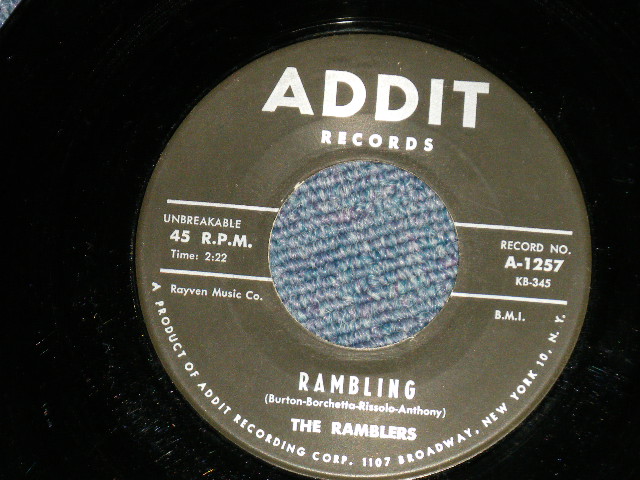 ADDIT
RECORDS
UNBREAKABLE
45 R.P.M.
Time: 2:22
Rayven Music Co.
RECORD NO.
A-1257
KB-345
B.M.I.
RAMBLING
(Burton-Borchetta-Rissolo-Anthony)
THE RAMBLERS
A PRODUCT OF ADDIT RECORDING CORP. 1107 BROADWAY, NEW YORK 10, N. Y.